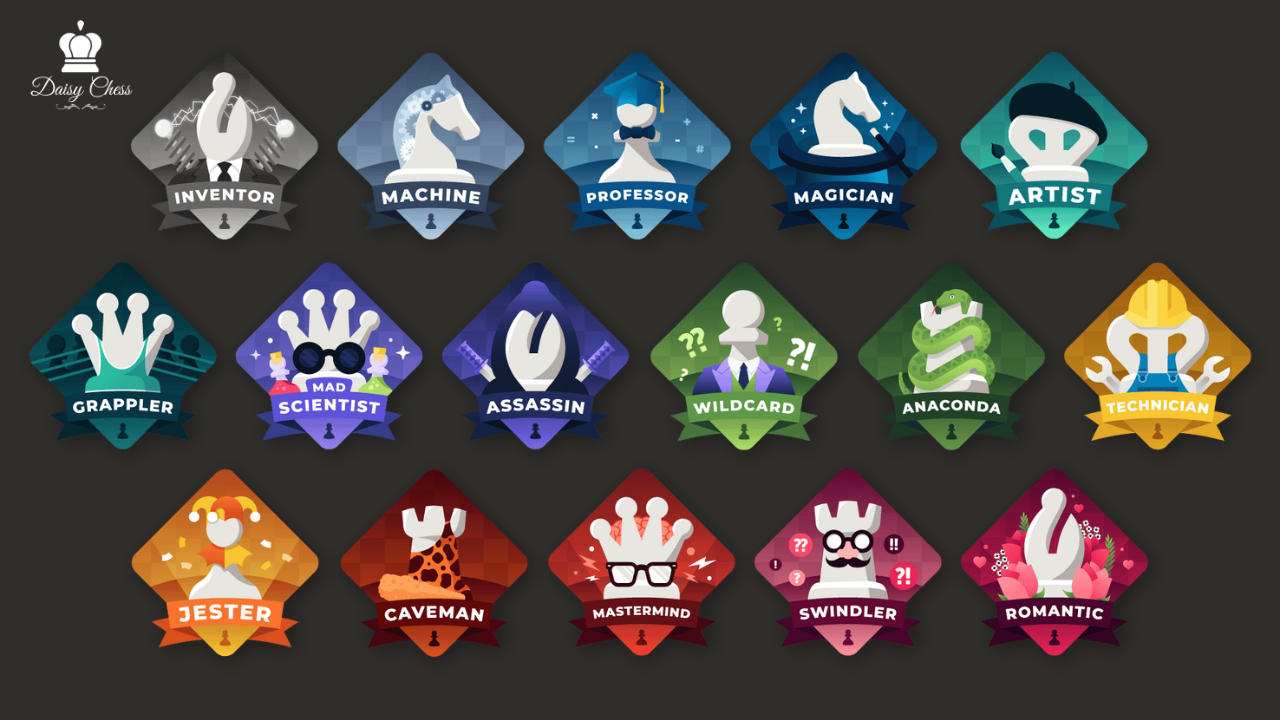 Daisy Chess
INVENTOR
MACHINE
PROFESSOR
=
×
+
-
#
MAGICIAN
ARTIST
GRAPPLER
MAD
SCIENTIST
ASSASSIN
??
?
?!
?
WILDCARD
ANACONDA
TECHNICIAN
JESTER
CAVEMAN
MASTERMIND
??
!!
!
?
?!
SWINDLER
ROMANTIC